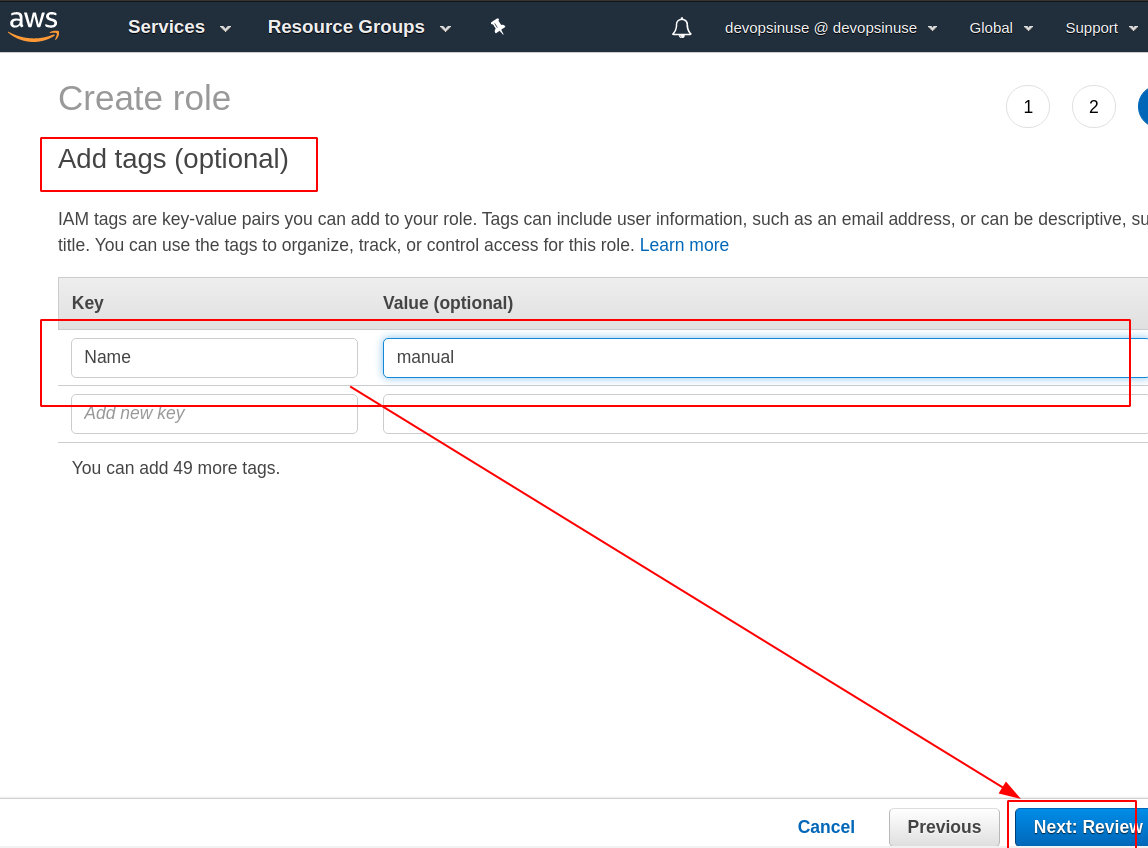 aws Services Resource Groups devopsinuse @ devopsinuse Global Support
Create role
1 2
Add tags (optional)
IAM tags are key-value pairs you can add to your role. Tags can include user information, such as an email address, or can be descriptive, su
title. You can use the tags to organize, track, or control access for this role. Learn more
Key Value (optional)
Name manual
Add new key
You can add 49 more tags.
Cancel Previous Next: Review